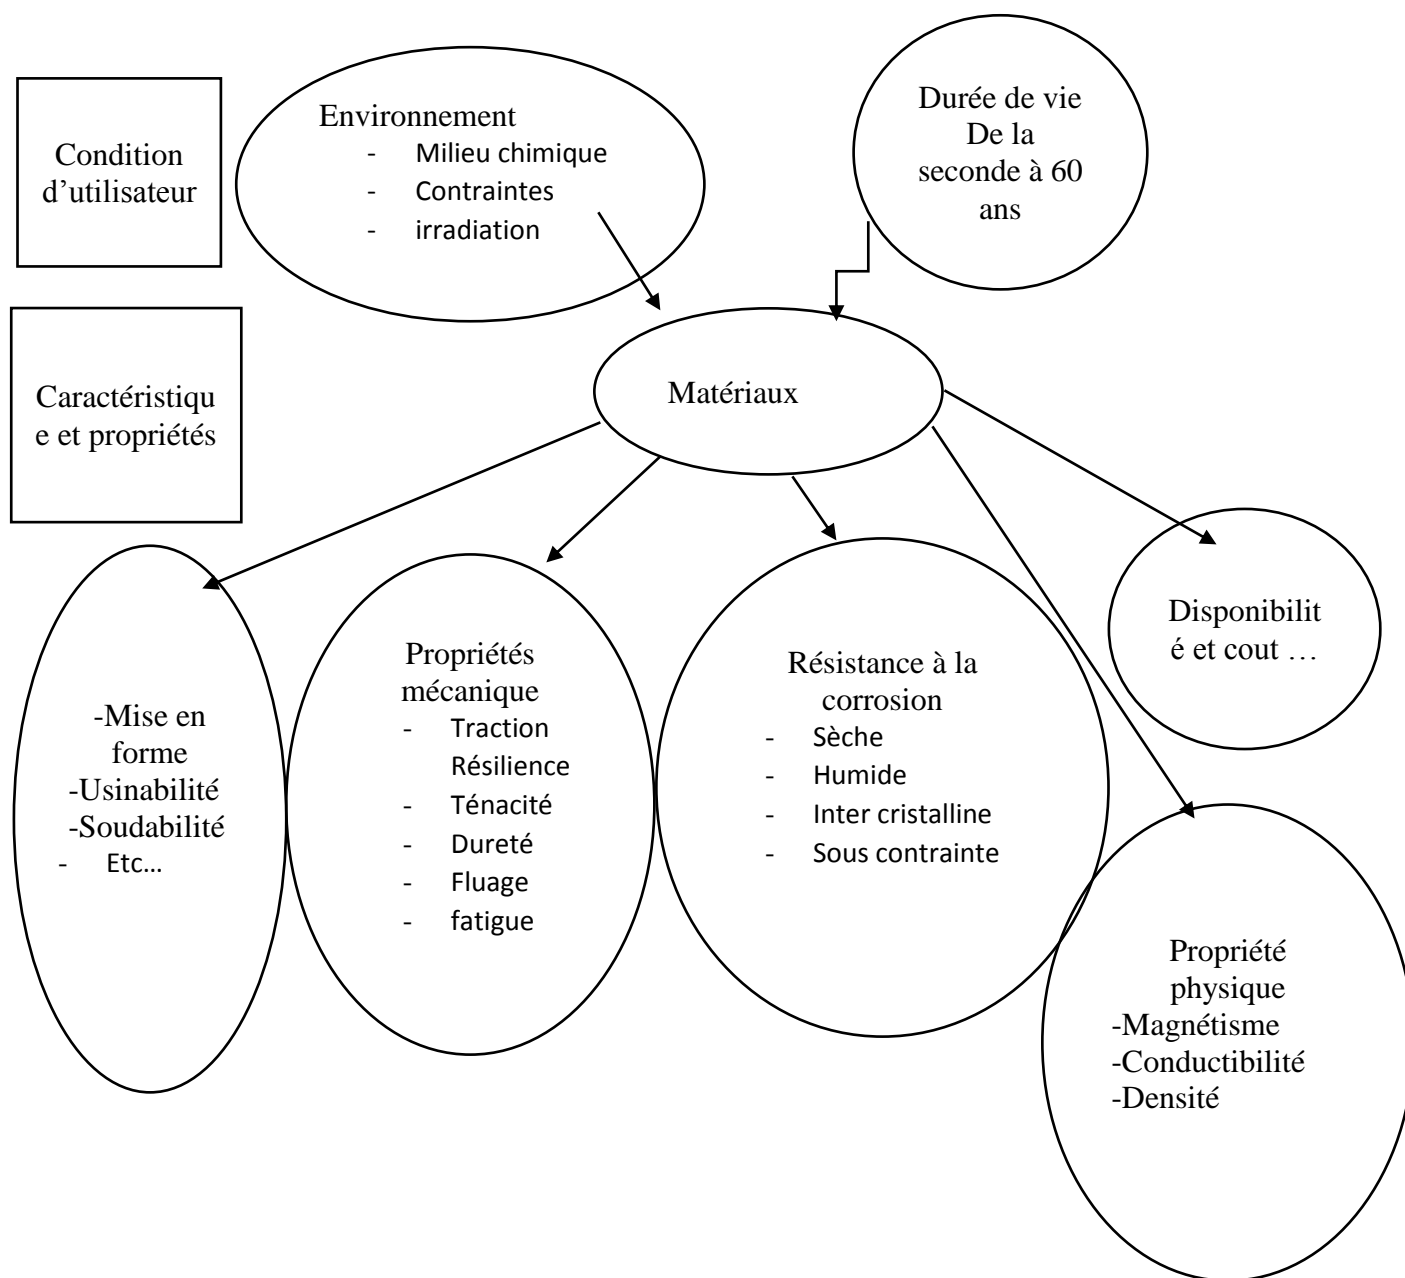 Condition
d’utilisateur
Environnement
- Milieu chimique
- Contraintes
- irradiation
Durée de vie
De la
seconde à 60
ans
Caractéristiqu
e et propriétés
Matériaux
-Mise en
forme
-Usinabilité
-Soudabilité
- Etc…
Propriétés
mécanique
- Traction
Résilience
- Ténacité
- Dureté
- Fluage
- fatigue
Résistance à la
corrosion
- Sèche
- Humide
- Inter cristalline
- Sous contrainte
Disponibilit
é et cout …
Propriété
physique
-Magnétisme
-Conductibilité
-Densité